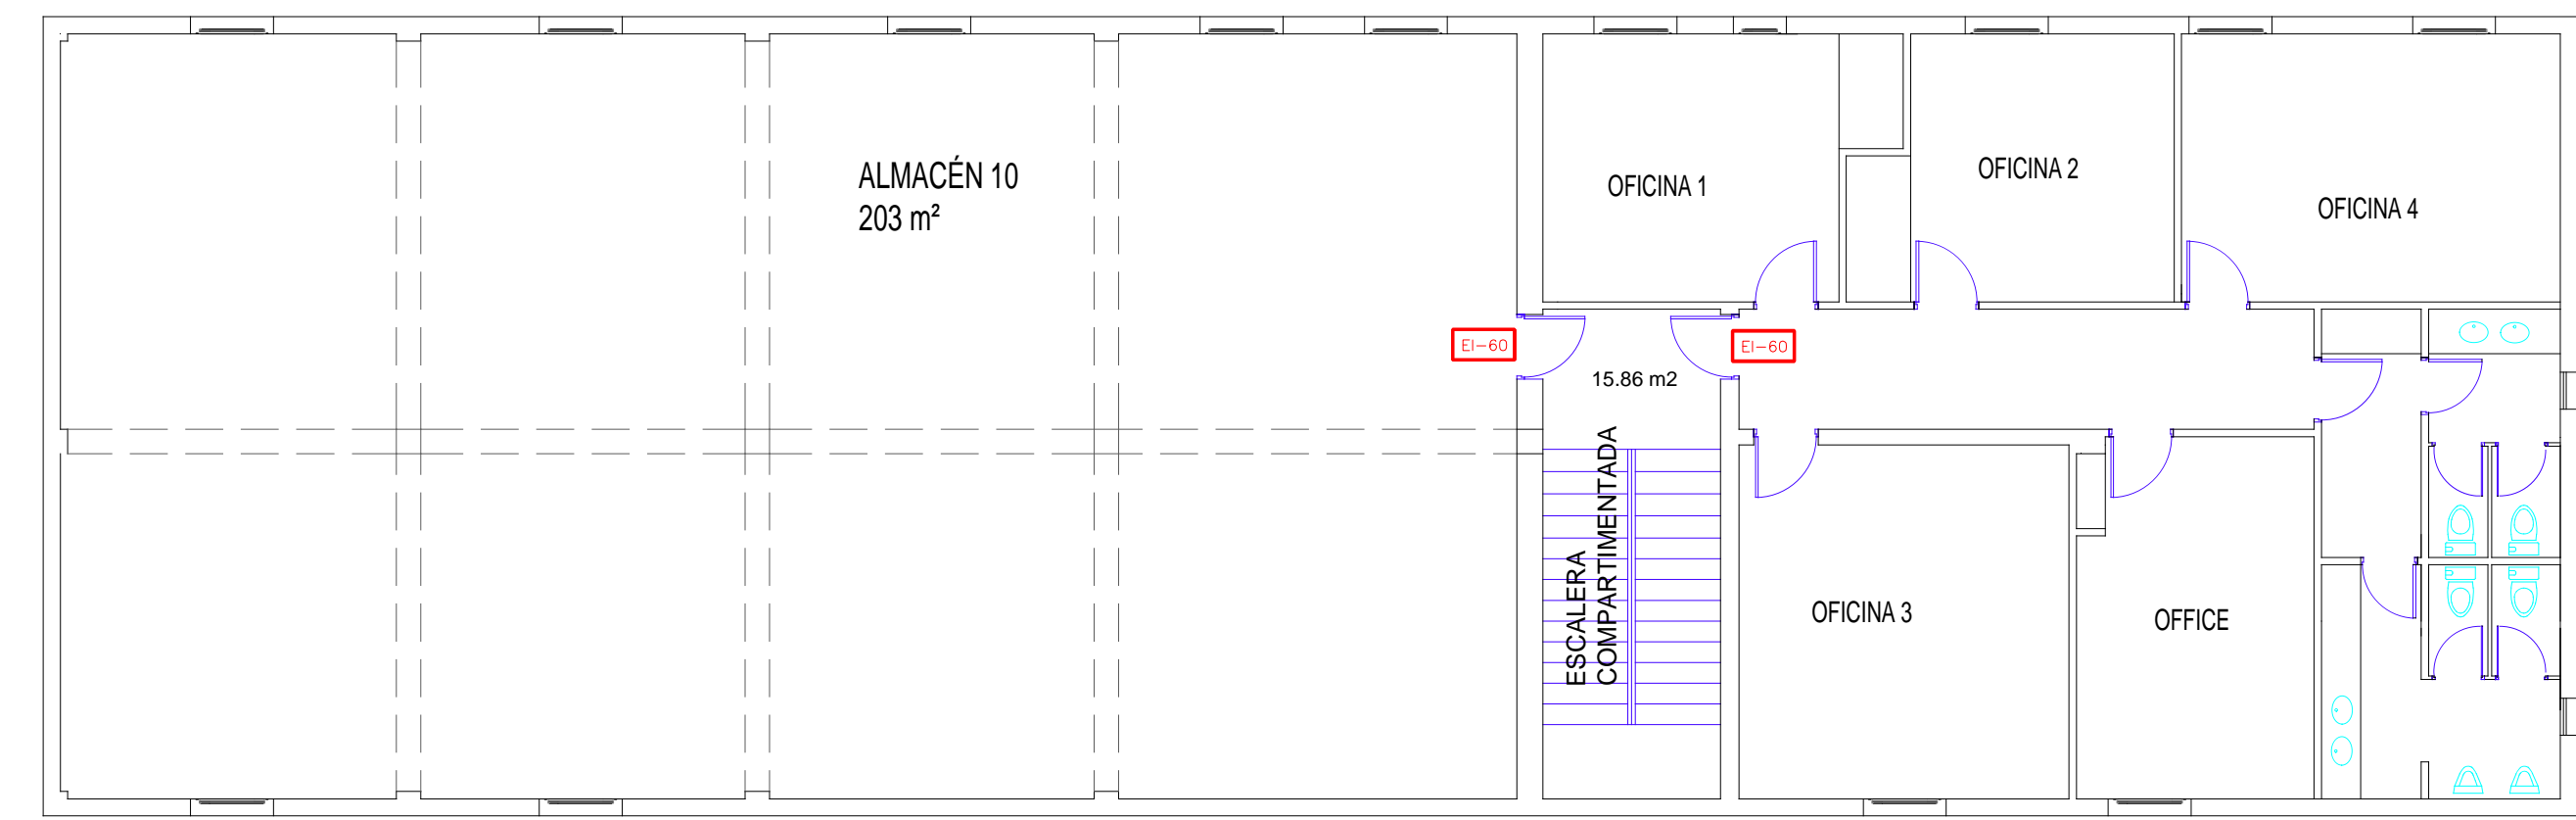 ALMACÉN 10
203 m²
OFICINA 1
OFICINA 2
OFICINA 4
EI-60
EI-60
15.86 m2
ESCALERA
COMPARTIMENTADA
OFICINA 3
OFFICE